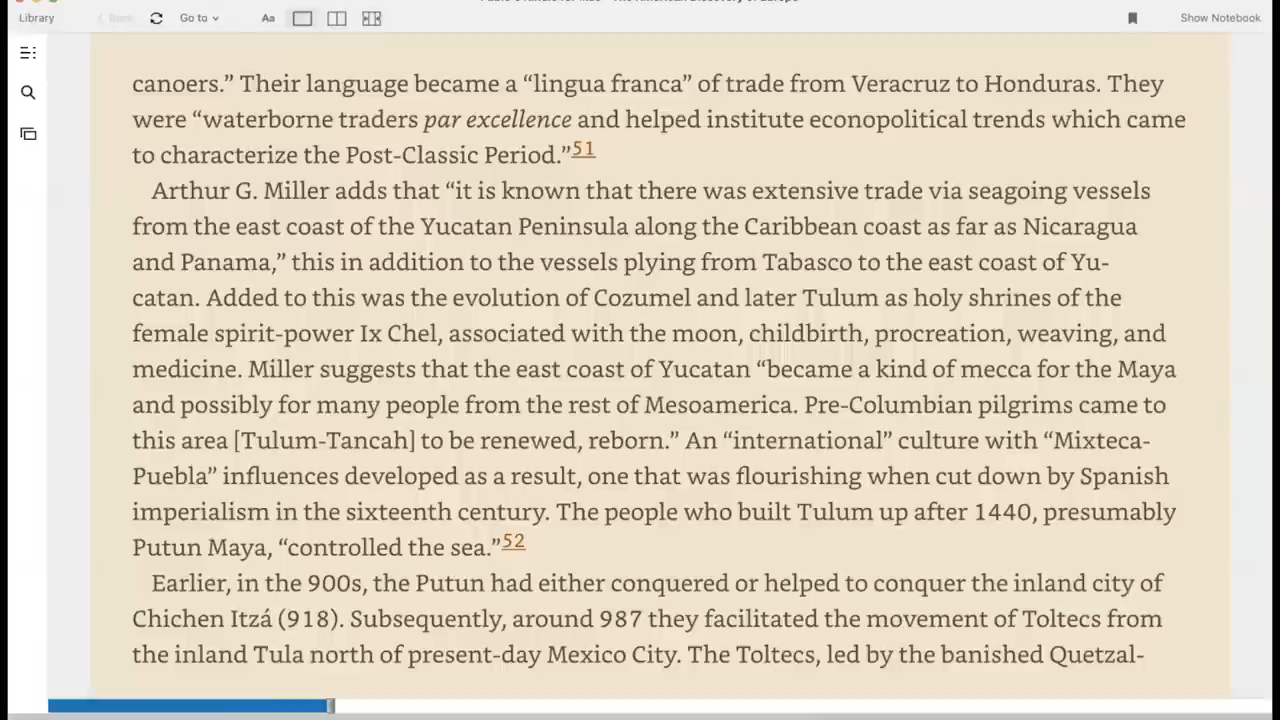 Library
Back
Go to
Aa
Show Notebook
canoers.” Their language became a “lingua franca” of trade from Veracruz to Honduras. They
were “waterborne traders par excellence and helped institute econopolitical trends which came
to characterize the Post-Classic Period.”51
Arthur G. Miller adds that “it is known that there was extensive trade via seagoing vessels
from the east coast of the Yucatan Peninsula along the Caribbean coast as far as Nicaragua
and Panama,” this in addition to the vessels plying from Tabasco to the east coast of Yu-
catan. Added to this was the evolution of Cozumel and later Tulum as holy shrines of the
female spirit-power Ix Chel, associated with the moon, childbirth, procreation, weaving, and
medicine. Miller suggests that the east coast of Yucatan “became a kind of mecca for the Maya
and possibly for many people from the rest of Mesoamerica. Pre-Columbian pilgrims came to
this area [Tulum-Tancah] to be renewed, reborn.” An “international” culture with “Mixteca-
Puebla” influences developed as a result, one that was flourishing when cut down by Spanish
imperialism in the sixteenth century. The people who built Tulum up after 1440, presumably
Putun Maya, “controlled the sea.”52
Earlier, in the 900s, the Putun had either conquered or helped to conquer the inland city of
Chichen Itzá (918). Subsequently, around 987 they facilitated the movement of Toltecs from
the inland Tula north of present-day Mexico City. The Toltecs, led by the banished Quetzal-